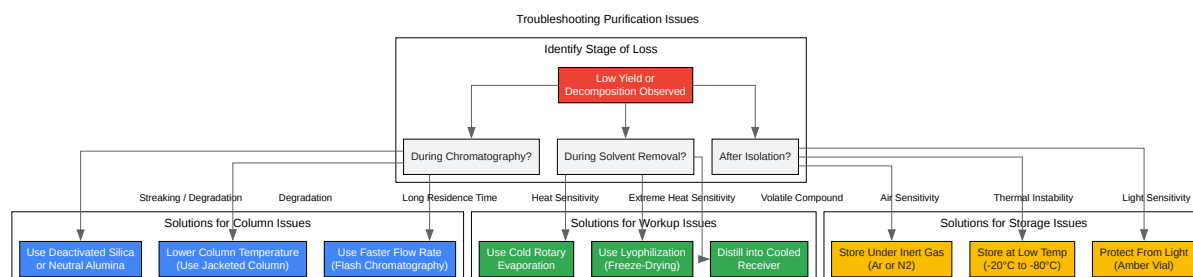 Troubleshooting Purification Issues
Identify Stage of Loss
Low Yield or
Decomposition Observed
During Chromatography?
During Solvent Removal?
After Isolation?
Streaking / Degradation
Degradation
Long Residence Time
Heat Sensitivity
Extreme Heat Sensitivity
Volatile Compound
Air Sensitivity
Thermal Instability
Light Sensitivity
Solutions for Column Issues
Use Deactivated Silica
or Neutral Alumina
Lower Column Temperature
(Use Jacketed Column)
Use Faster Flow Rate
(Flash Chromatography)
Solutions for Workup Issues
Use Cold Rotary
Evaporation
Use Lyophilization
(Freeze-Drying)
Distill into Cooled
Receiver
Solutions for Storage Issues
Store Under Inert Gas
(Ar or N2)
Store at Low Temp
(-20°C to -80°C)
Protect From Light
(Amber Vial)